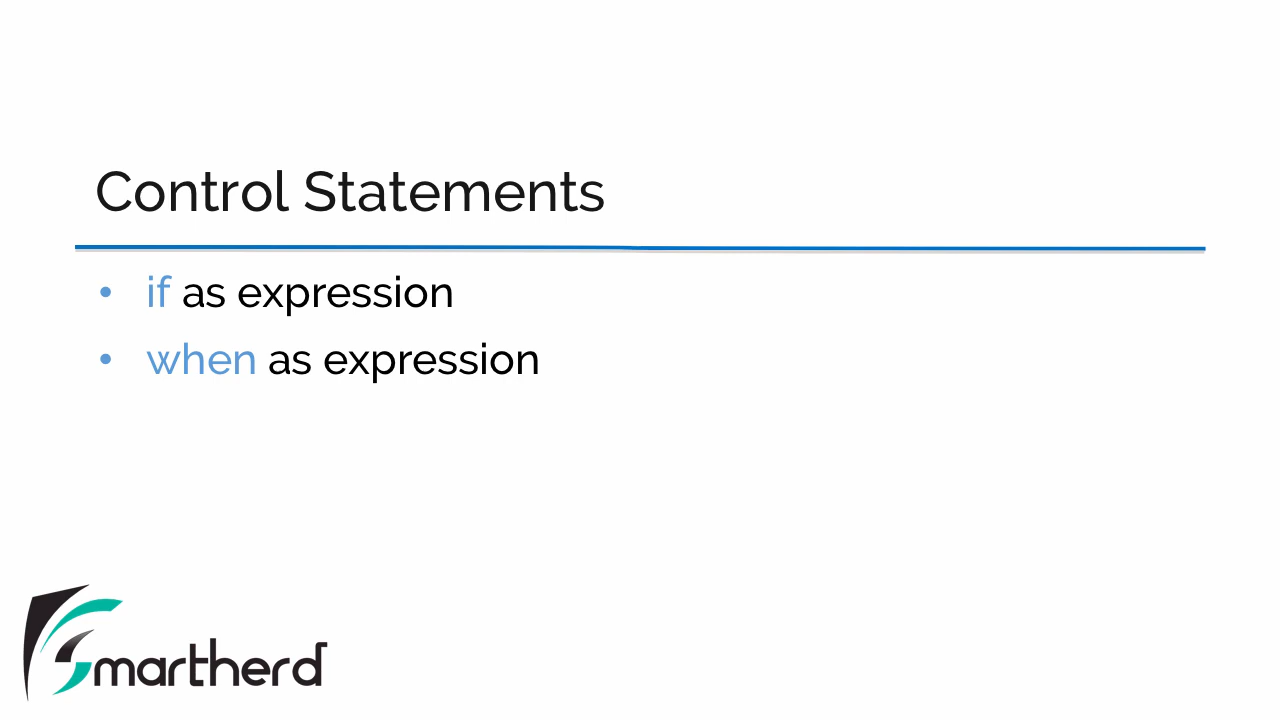 Control Statements
• if as expression
• when as expression
Smartherd